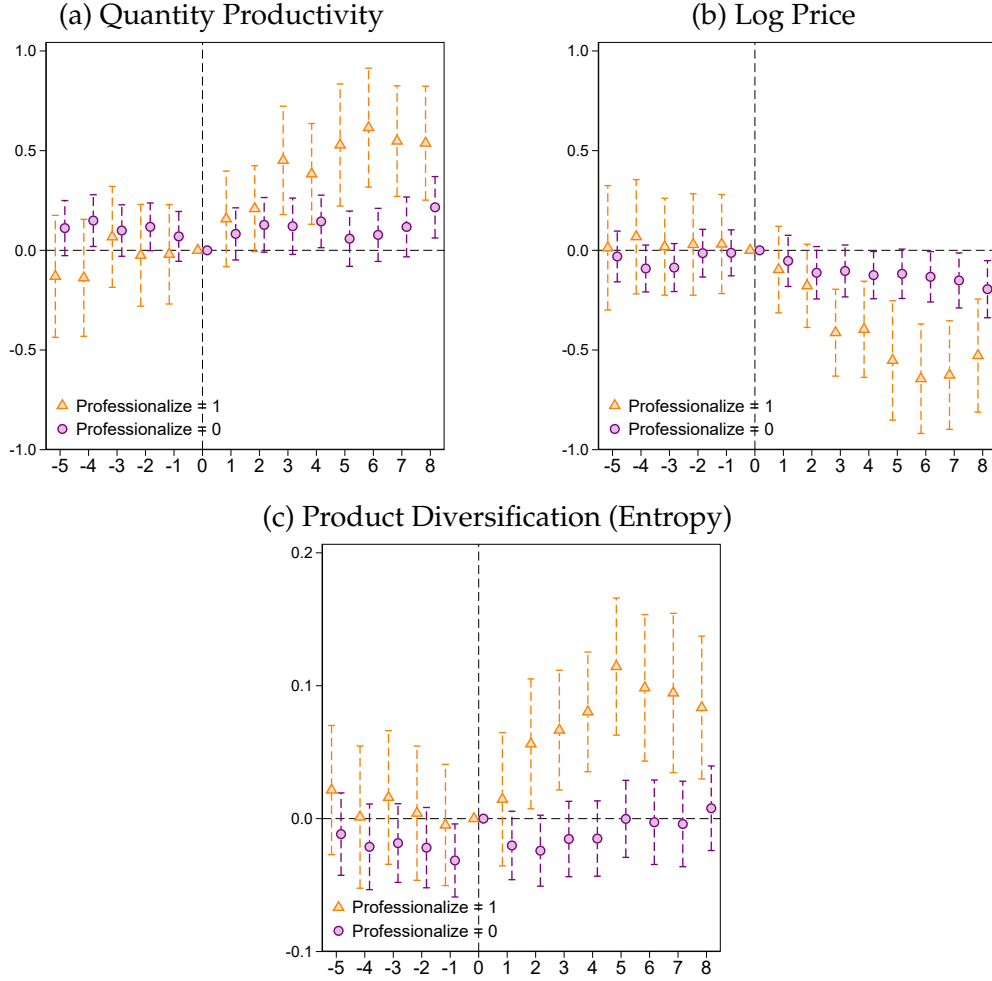 (a) Quantity Productivity
1.0
0.5
0.0
-0.5
-1.0
Professionalize = 1
Professionalize = 0
-5 -4 -3 -2 -1 0 1 2 3 4 5 6 7 8
(b) Log Price
1.0
0.5
0.0
-0.5
-1.0
Professionalize = 1
Professionalize = 0
-5 -4 -3 -2 -1 0 1 2 3 4 5 6 7 8
(c) Product Diversification (Entropy)
0.2
0.1
0.0
-0.1
Professionalize = 1
Professionalize = 0
-5 -4 -3 -2 -1 0 1 2 3 4 5 6 7 8